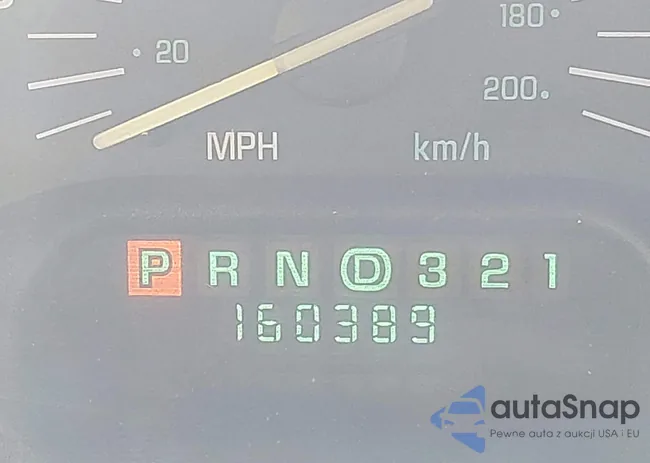 180
20
200
MPH km/h
P R N D 3 2 1
160389
autaSnap
Pewne auta z aukcji USA i EU